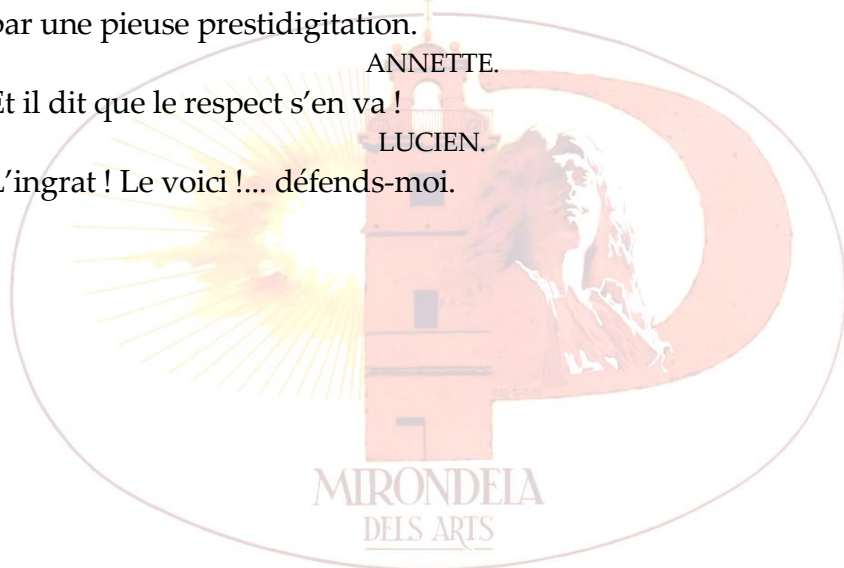 par une pieuse prestidigitation.
ANNETTE.
Et il dit que le respect s’en va !
LUCIEN.
L’ingrat ! Le voici !... défends-moi.
MIRONDELA
DELS ARTS